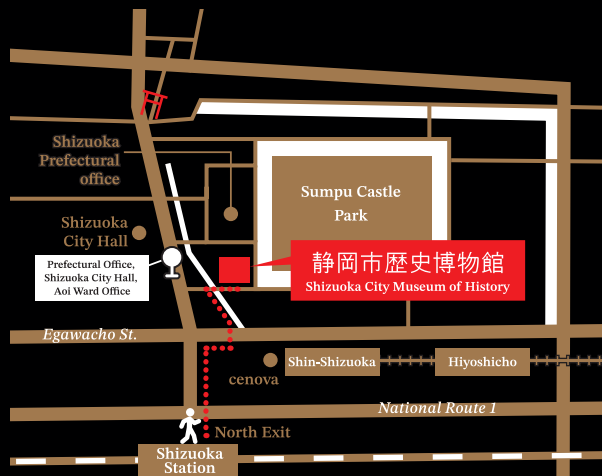 Shizuoka
Prefectural
office
Sumpu Castle
Park
Shizuoka
City Hall
Prefectural Office,
Shizuoka City Hall,
Aoi Ward Office
静岡市歴史博物館
Shizuoka City Museum of History
Egawacho St.
cenova
Shin-Shizuoka
Hiyoshicho
National Route 1
North Exit
Shizuoka
Station